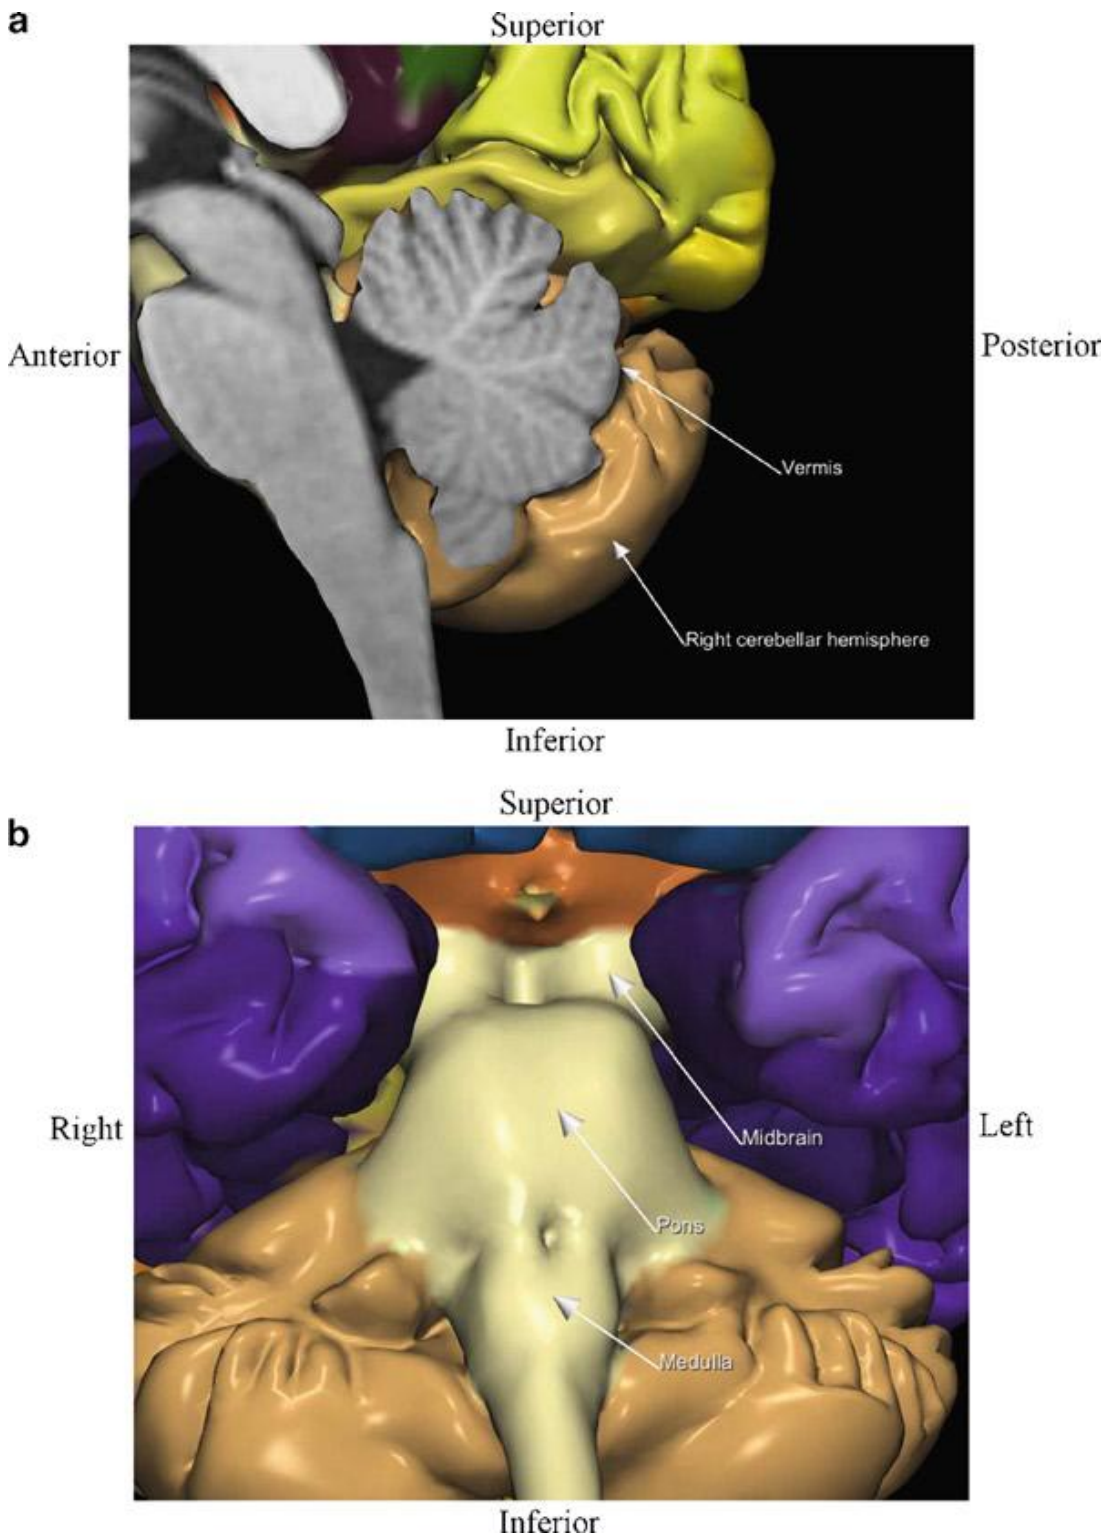 a
Superior
Anterior
Posterior
Vermis
Right cerebellar hemisphere
Inferior
b
Superior
Right
Left
Midbrain
Pons
Medulla
Inferior